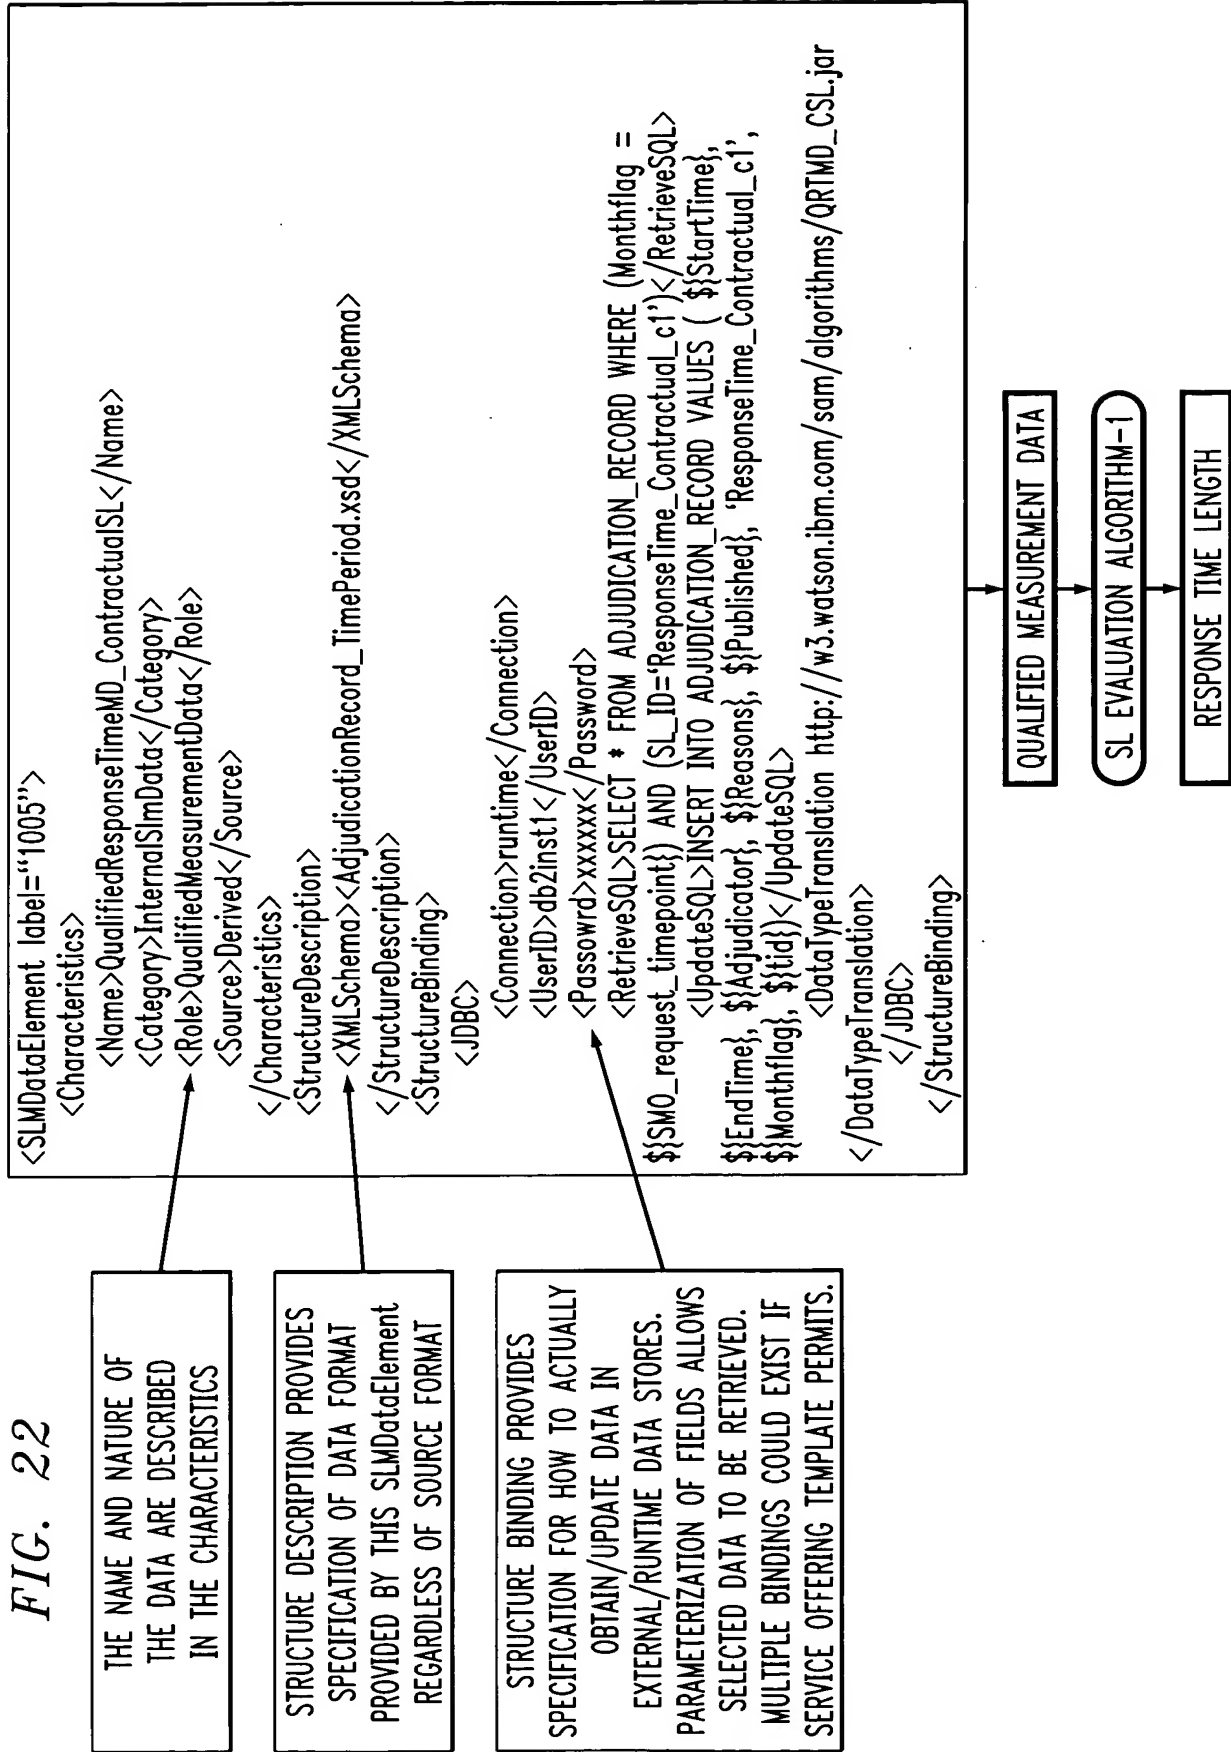 FIG. 22
THE NAME AND NATURE OF
THE DATA ARE DESCRIBED
IN THE CHARACTERISTICS
STRUCTURE DESCRIPTION PROVIDES
SPECIFICATION OF DATA FORMAT
PROVIDED BY THIS SLMDataElement
REGARDLESS OF SOURCE FORMAT
STRUCTURE BINDING PROVIDES
SPECIFICATION FOR HOW TO ACTUALLY
OBTAIN/UPDATE DATA IN
EXTERNAL/RUNTIME DATA STORES.
PARAMETERIZATION OF FIELDS ALLOWS
SELECTED DATA TO BE RETRIEVED.
MULTIPLE BINDINGS COULD EXIST IF
SERVICE OFFERING TEMPLATE PERMITS.
<SLMDataElement label="1005">
<Characteristics>
<Name>QualifiedResponseTimeMD_ContractualSL</Name>
<Category>InternalSlmData</Category>
<Role>QualifiedMeasurementData</Role>
<Source>Derived</Source>
</Characteristics>
<StructureDescription>
<XMLSchema><AdjudicationRecord_TimePeriod.xsd</XMLSchema>
</StructureDescription>
<StructureBinding>
<JDBC>
<Connection>runtime</Connection>
<UserID>db2inst1</UserID>
<Passowrd>xxxxxx</Password>
<RetrieveSQL>SELECT * FROM ADJUDICATION_RECORD WHERE (Monthflag =
${SMO_request_timepoint}) AND (SL_ID='ResponseTime_Contractual_c1')</RetrieveSQL>
<UpdateSQL>INSERT INTO ADJUDICATION_RECORD VALUES ( ${StartTime},
${EndTime}, ${Adjudicator}, ${Reasons}, ${Published}, 'ResponseTime_Contractual_c1',
${Monthflag}, ${tid})</UpdateSQL>
<DataTypeTranslation http://w3.watson.ibm.com/sam/algorithms/QRTMD_CSL.jar
</DataTypeTranslation>
</JDBC>
</StructureBinding>
QUALIFIED MEASUREMENT DATA
SL EVALUATION ALGORITHM-1
RESPONSE TIME LENGTH